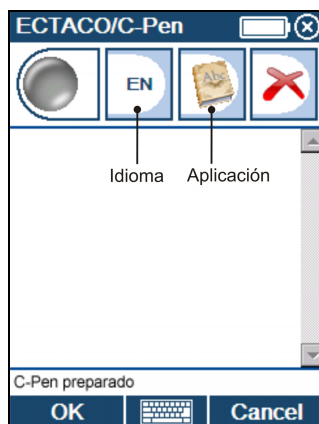 ECTACO/C-Pen
EN
Abc
Idioma Aplicación
C-Pen preparado
OK Cancel